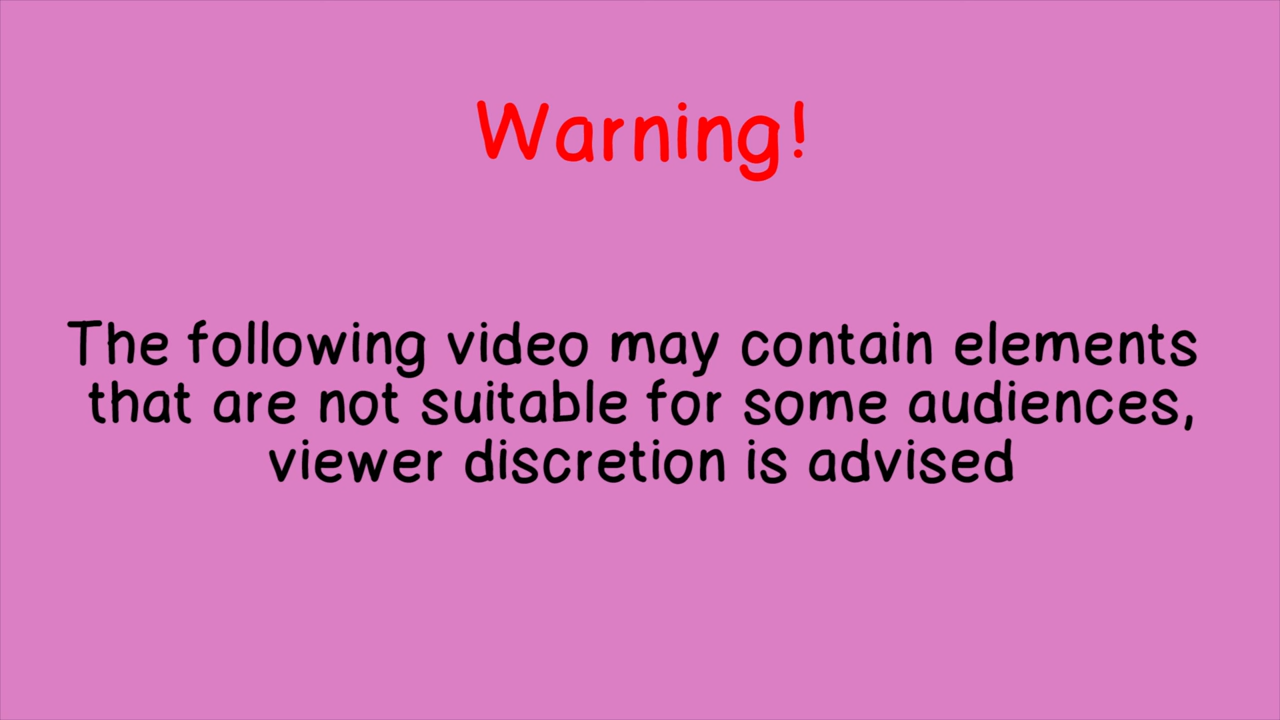 Warning!
The following video may contain elements
that are not suitable for some audiences,
viewer discretion is advised